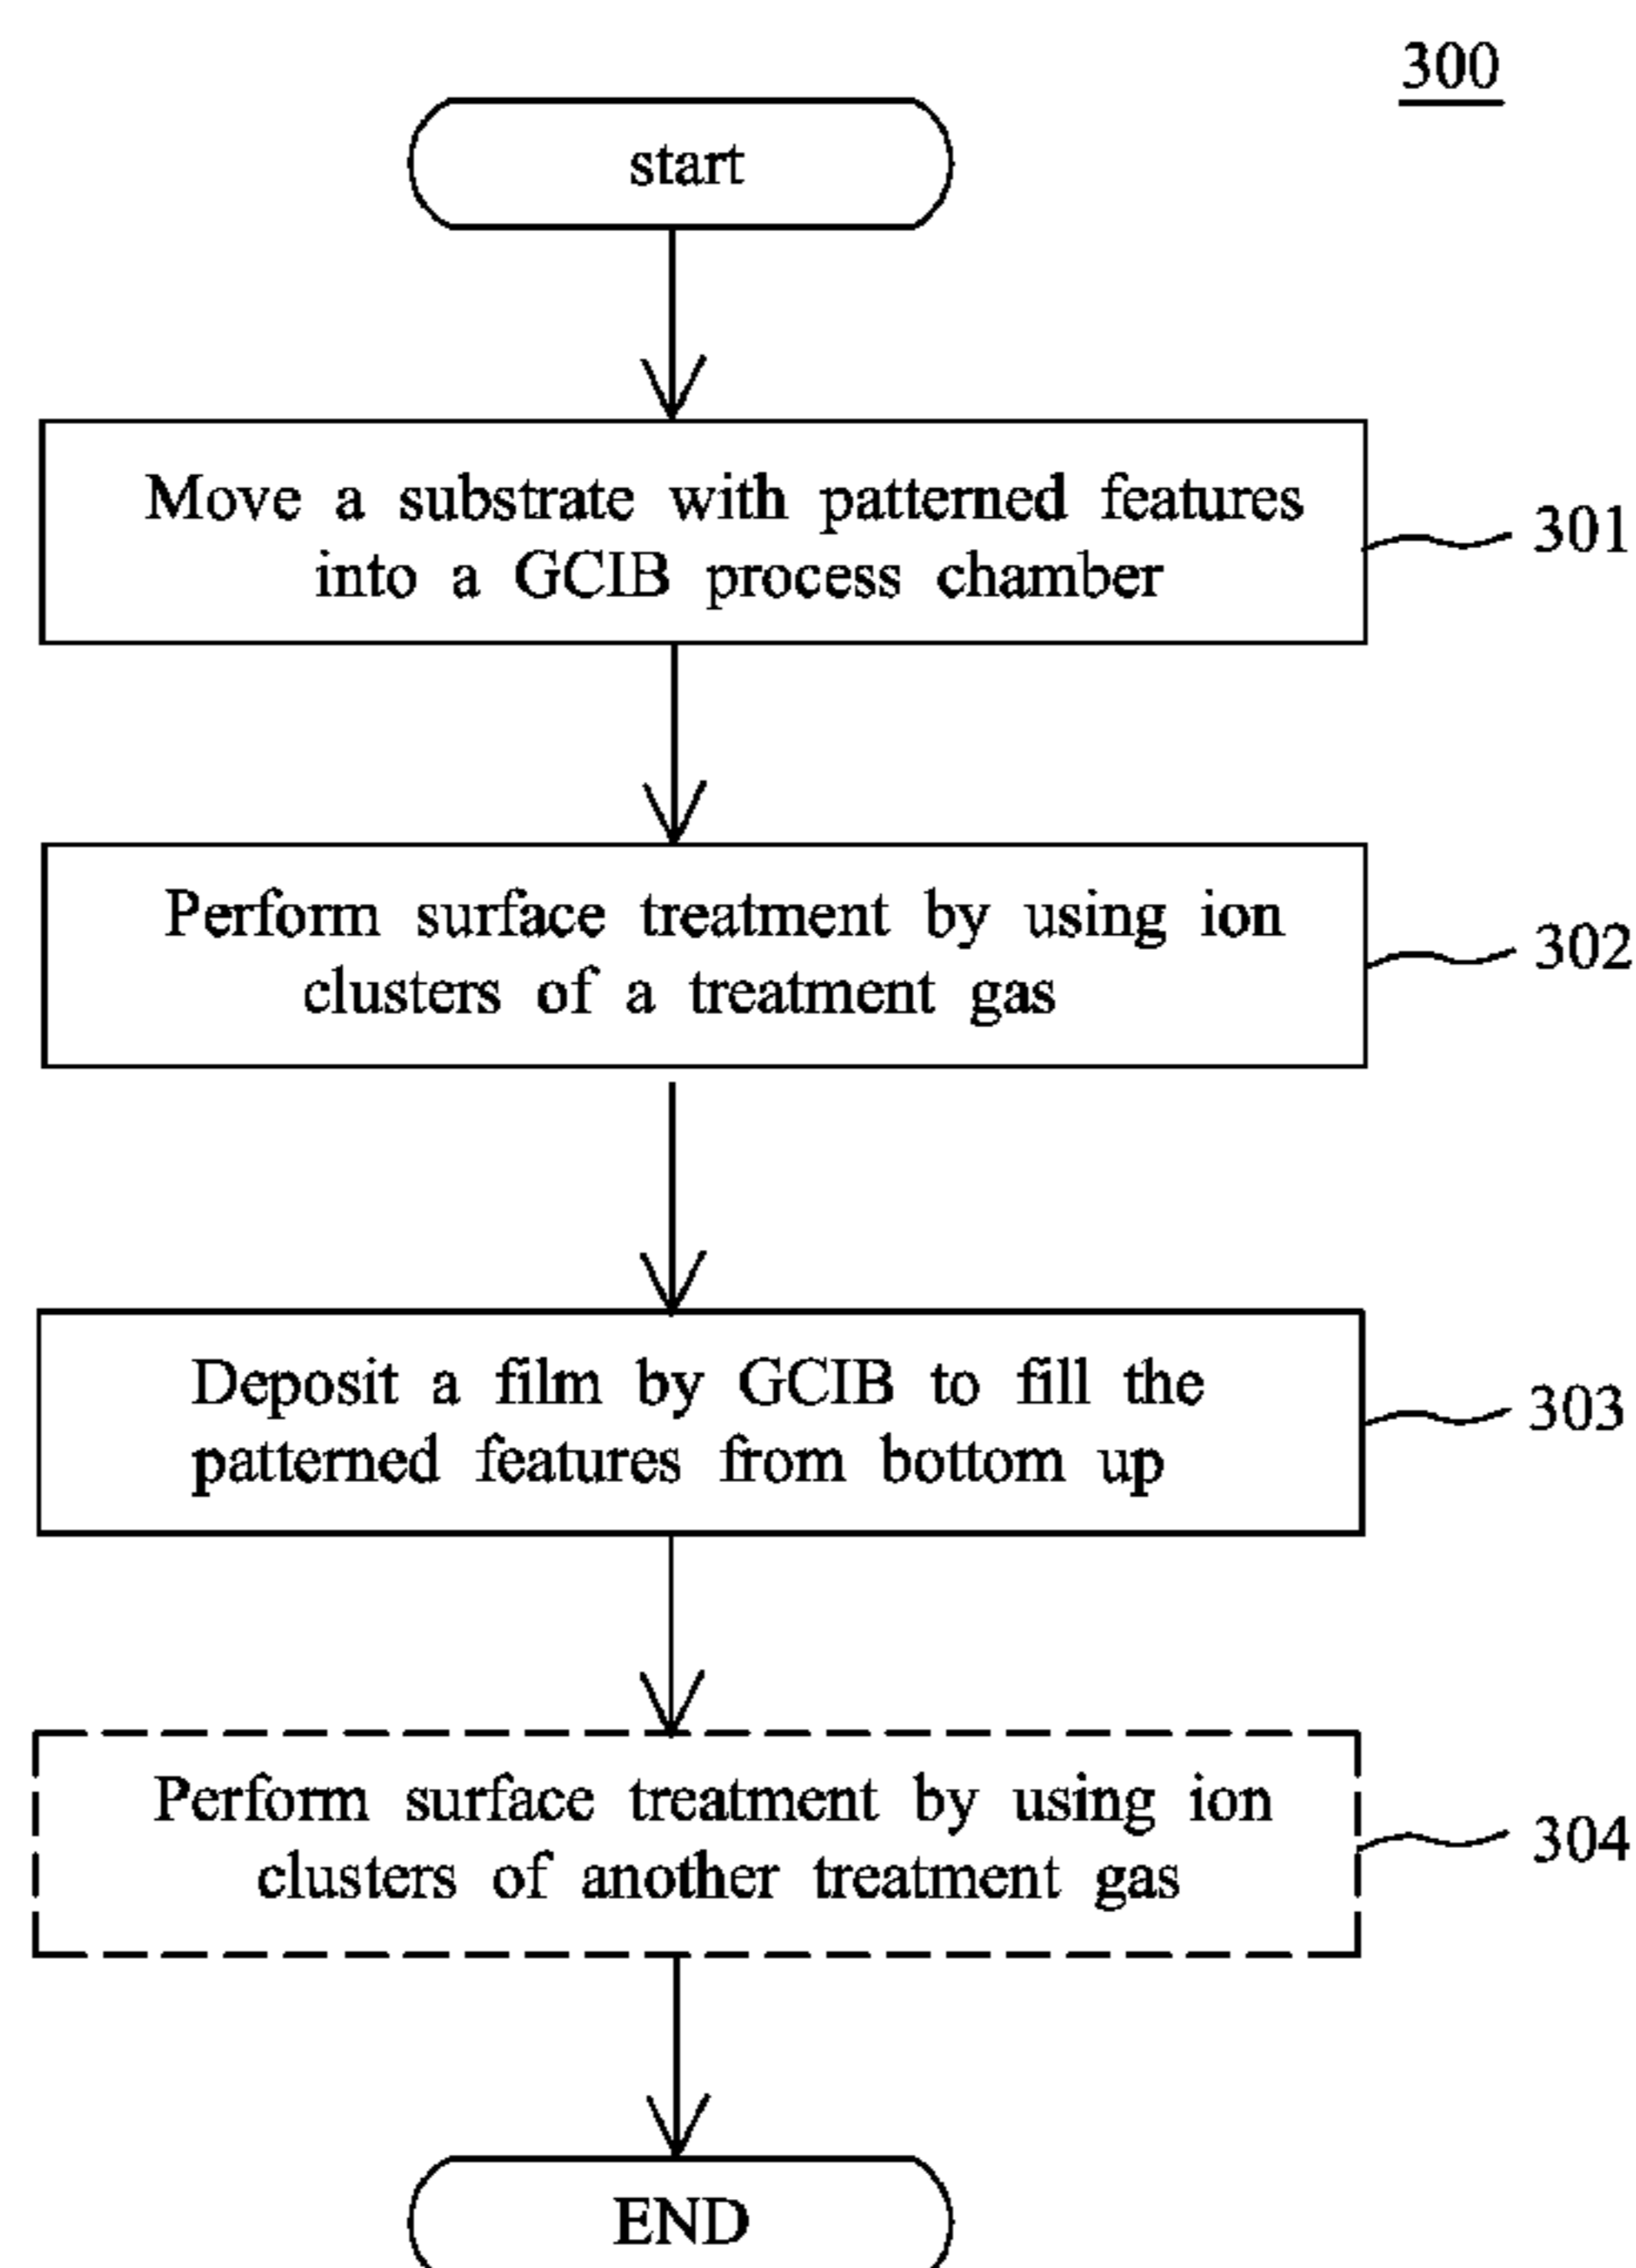 300
start
Move a substrate with patterned features
into a GCIB process chamber
301
Perform surface treatment by using ion
clusters of a treatment gas
302
Deposit a film by GCIB to fill the
patterned features from bottom up
303
Perform surface treatment by using ion
clusters of another treatment gas
304
END